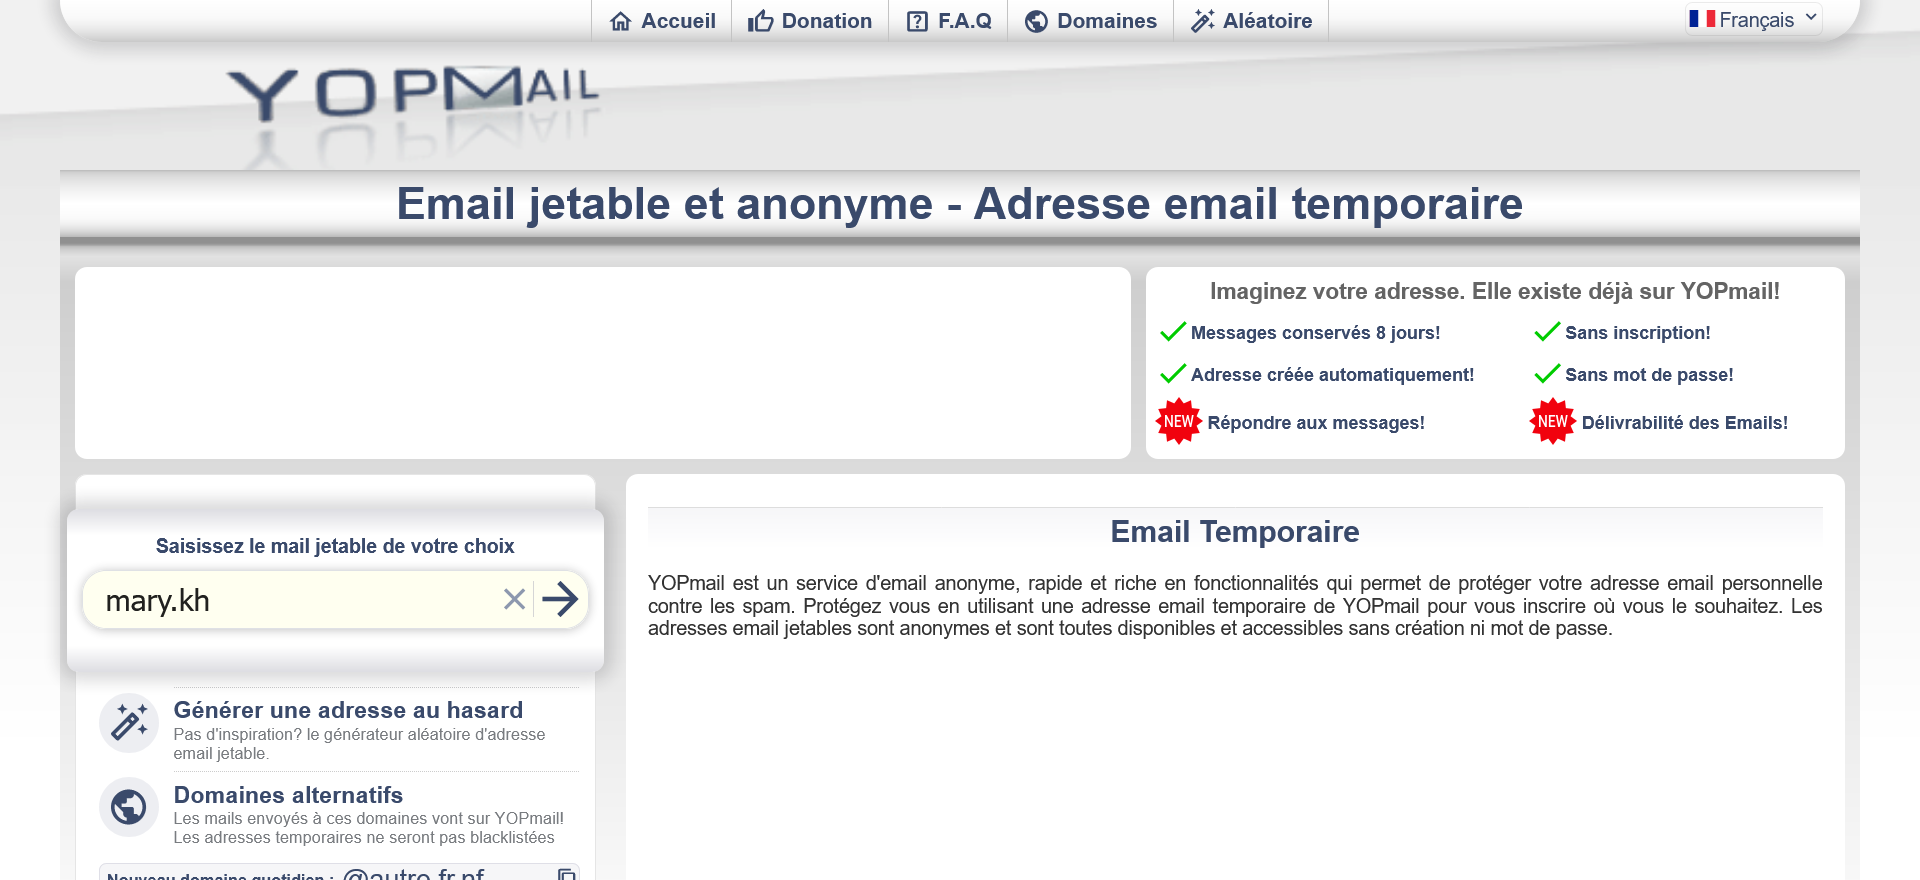 Accueil
Donation
F.A.Q
Domaines
Aléatoire
Français
YOPMAIL
Email jetable et anonyme - Adresse email temporaire
Imaginez votre adresse. Elle existe déjà sur YOPmail!
Messages conservés 8 jours!
Sans inscription!
Adresse créée automatiquement!
Sans mot de passe!
NEW Répondre aux messages!
NEW Délivrabilité des Emails!
Saisissez le mail jetable de votre choix
mary.kh
Générer une adresse au hasard
Pas d'inspiration? le générateur aléatoire d'adresse
email jetable.
Domaines alternatifs
Les mails envoyés à ces domaines vont sur YOPmail!
Les adresses temporaires ne seront pas blacklistées
Nouveau domaine quotidien : @autre.fr.nf
Email Temporaire
YOPmail est un service d'email anonyme, rapide et riche en fonctionnalités qui permet de protéger votre adresse email personnelle
contre les spam. Protégez vous en utilisant une adresse email temporaire de YOPmail pour vous inscrire où vous le souhaitez. Les
adresses email jetables sont anonymes et sont toutes disponibles et accessibles sans création ni mot de passe.